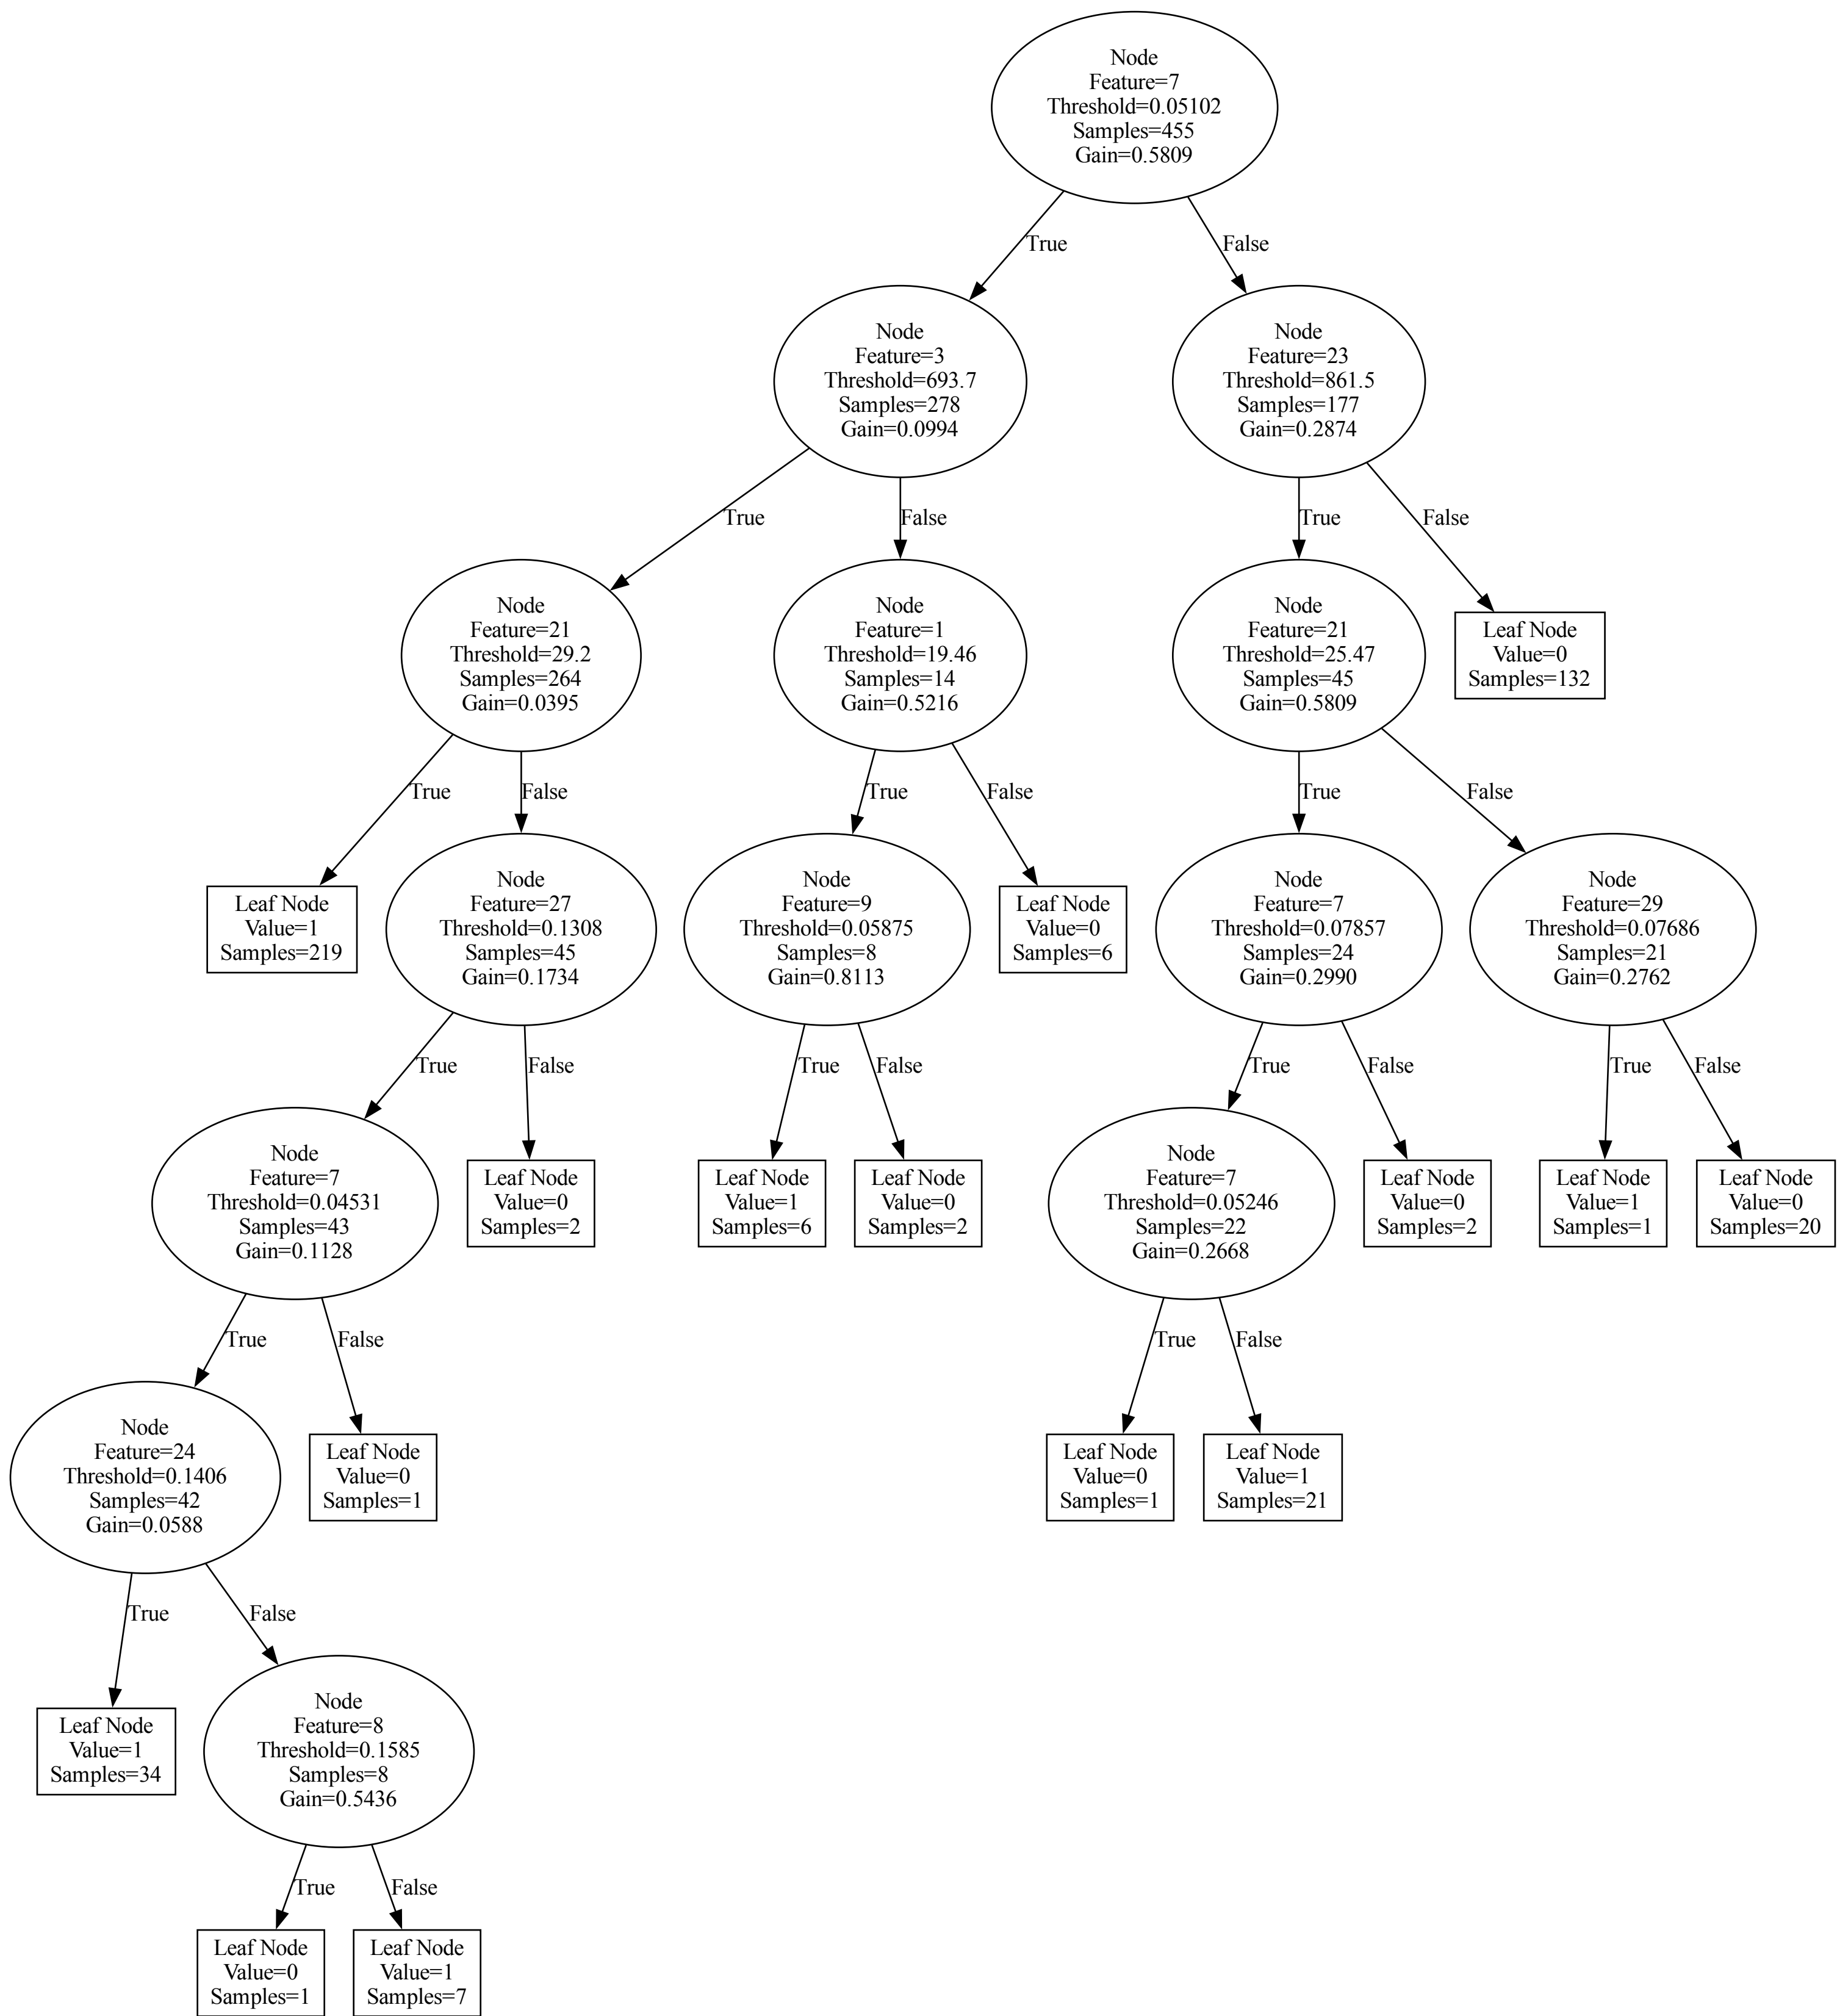 Node
Feature=7
Threshold=0.05102
Samples=455
Gain=0.5809
True
False
Node
Feature=3
Threshold=693.7
Samples=278
Gain=0.0994
Node
Feature=23
Threshold=861.5
Samples=177
Gain=0.2874
True
False
True
False
Node
Feature=21
Threshold=29.2
Samples=264
Gain=0.0395
Node
Feature=1
Threshold=19.46
Samples=14
Gain=0.5216
Node
Feature=21
Threshold=25.47
Samples=45
Gain=0.5809
Leaf Node
Value=0
Samples=132
True
False
True
False
True
False
Leaf Node
Value=1
Samples=219
Node
Feature=27
Threshold=0.1308
Samples=45
Gain=0.1734
Node
Feature=9
Threshold=0.05875
Samples=8
Gain=0.8113
Leaf Node
Value=0
Samples=6
Node
Feature=7
Threshold=0.07857
Samples=24
Gain=0.2990
Node
Feature=29
Threshold=0.07686
Samples=21
Gain=0.2762
True
False
True
False
True
False
True
False
Node
Feature=7
Threshold=0.04531
Samples=43
Gain=0.1128
Leaf Node
Value=0
Samples=2
Leaf Node
Value=1
Samples=6
Leaf Node
Value=0
Samples=2
Node
Feature=7
Threshold=0.05246
Samples=22
Gain=0.2668
Leaf Node
Value=0
Samples=2
Leaf Node
Value=1
Samples=1
Leaf Node
Value=0
Samples=20
True
False
True
False
Node
Feature=24
Threshold=0.1406
Samples=42
Gain=0.0588
Leaf Node
Value=0
Samples=1
Leaf Node
Value=0
Samples=1
Leaf Node
Value=1
Samples=21
True
False
Leaf Node
Value=1
Samples=34
Node
Feature=8
Threshold=0.1585
Samples=8
Gain=0.5436
True
False
Leaf Node
Value=0
Samples=1
Leaf Node
Value=1
Samples=7